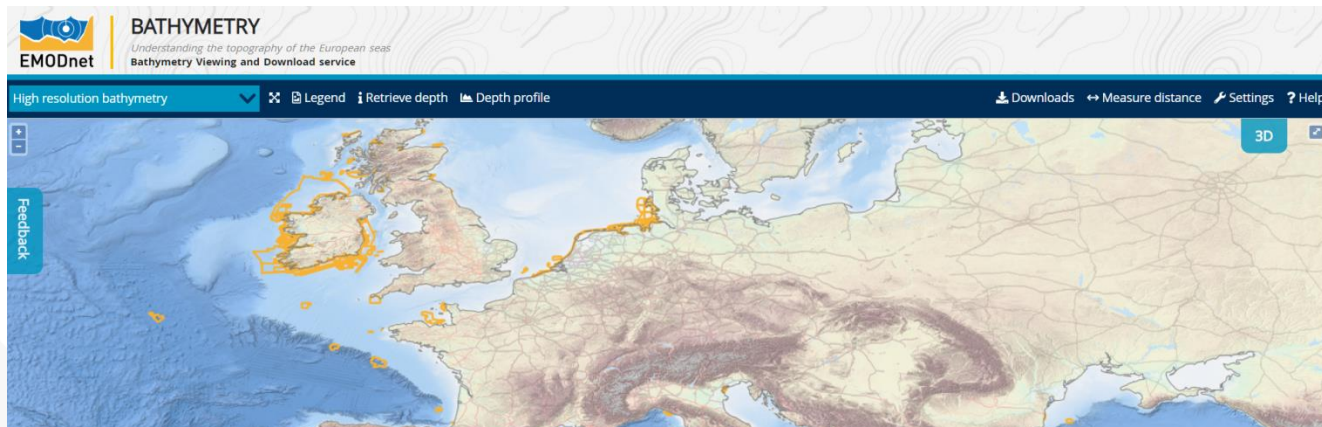 EMODnet
BATHYMETRY
Understanding the topography of the European seas
Bathymetry Viewing and Download service
High resolution bathymetry Legend Retrieve depth Depth profile Downloads Measure distance Settings ? Help
+
-
3D
Feedback